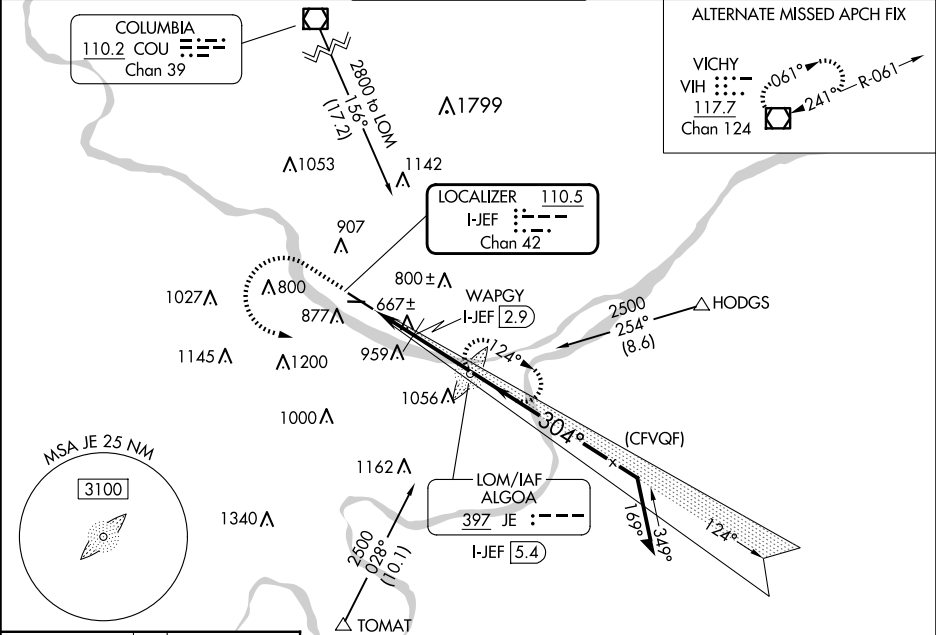 COLUMBIA
110.2 COU
Chan 39
2800 to LOM
156°
(17.2)
1799
ALTERNATE MISSED APCH FIX
VICHY
VIH
117.7
Chan 124
061°
241°
R-061
1053
1142
LOCALIZER 110.5
I-JEF
Chan 42
907
800
800 ±
1027
877
667±
WAPGY
I-JEF 2.9
2500
254°
(8.6)
HODGS
1145
1200
959
124°
1056
1000
304°
(CFVQF)
MSA JE 25 NM
3100
1162
LOM/IAF
ALGOA
397 JE
I-JEF 5.4
169°
349°
124°
1340
2500
028°
(10.1)
TOMAT